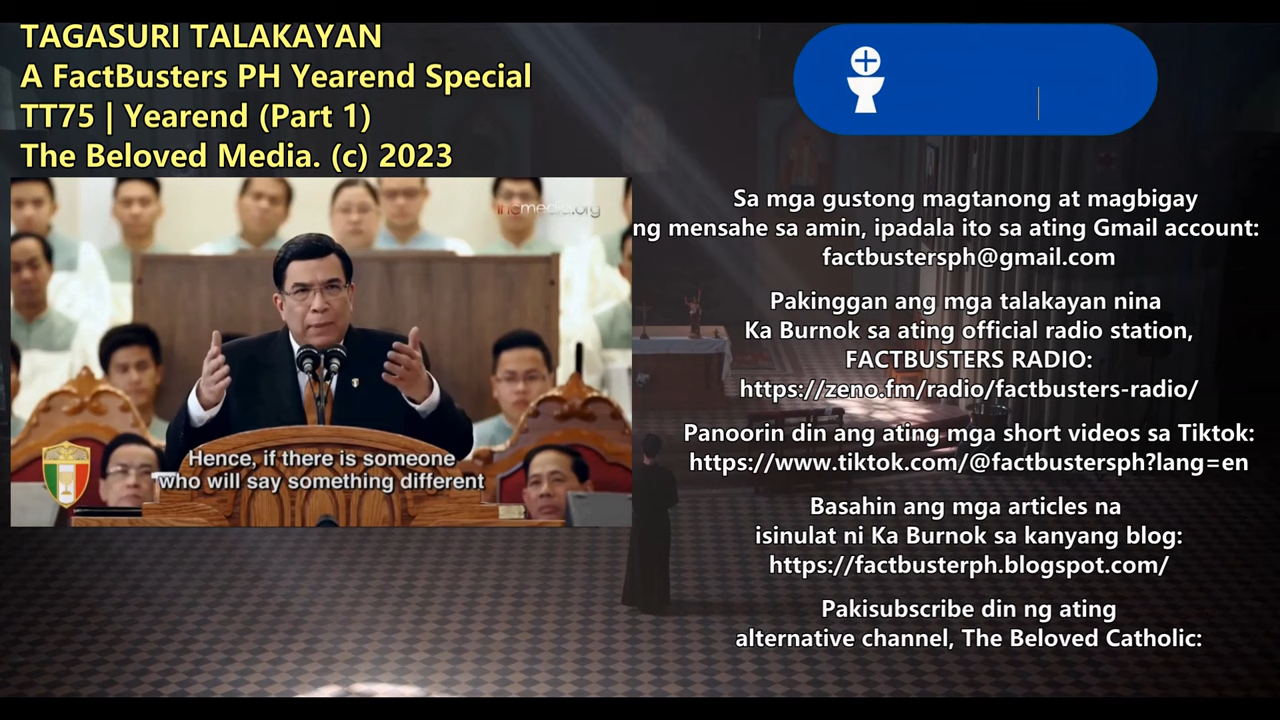 TAGASURI TALAKAYAN
A FactBusters PH Yearend Special
TT75 | Yearend (Part 1)
The Beloved Media. (c) 2023
incmedia.org
Hence, if there is someone
who will say something different
Sa mga gustong magtanong at magbigay
ng mensahe sa amin, ipadala ito sa ating Gmail account:
factbustersph@gmail.com
Pakinggan ang mga talakayan nina
Ka Burnok sa ating official radio station,
FACTBUSTERS RADIO:
https://zeno.fm/radio/factbusters-radio/
Panoorin din ang ating mga short videos sa Tiktok:
https://www.tiktok.com/@factbustersph?lang=en
Basahin ang mga articles na
isinulat ni Ka Burnok sa kanyang blog:
https://factbusterph.blogspot.com/
Pakisubscribe din ng ating
alternative channel, The Beloved Catholic: